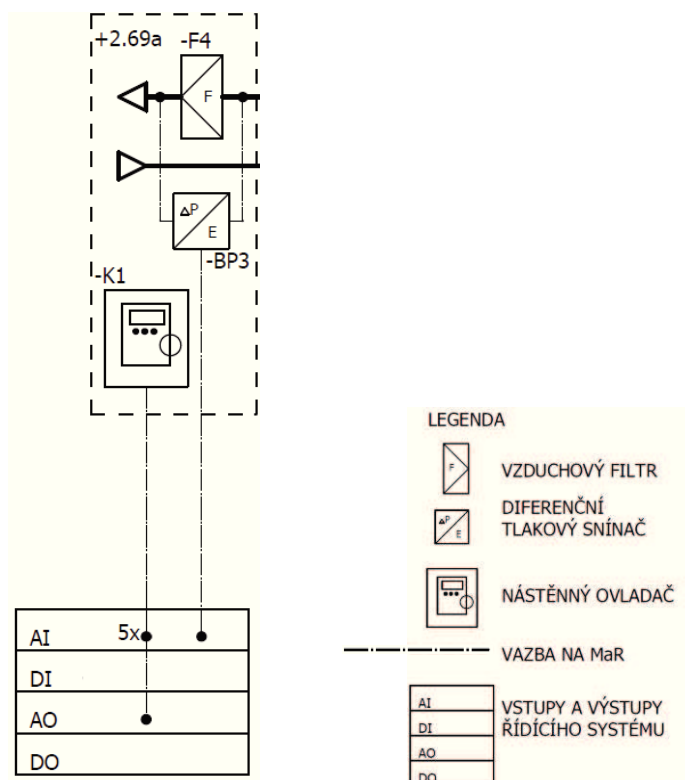 +2.69a -F4
F
ΔP
E
-BP3
-K1
AI 5x
DI
AO
DO
LEGENDA
F
VZDUCHOVÝ FILTR
ΔP
E
DIFERENČNÍ
TLAKOVÝ SNÍNAČ
NÁSTĚNNÝ OVLADAČ
VAZBA NA MaR
AI
DI
AO
DO
VSTUPY A VÝSTUPY
ŘÍDÍCÍHO SYSTÉMU